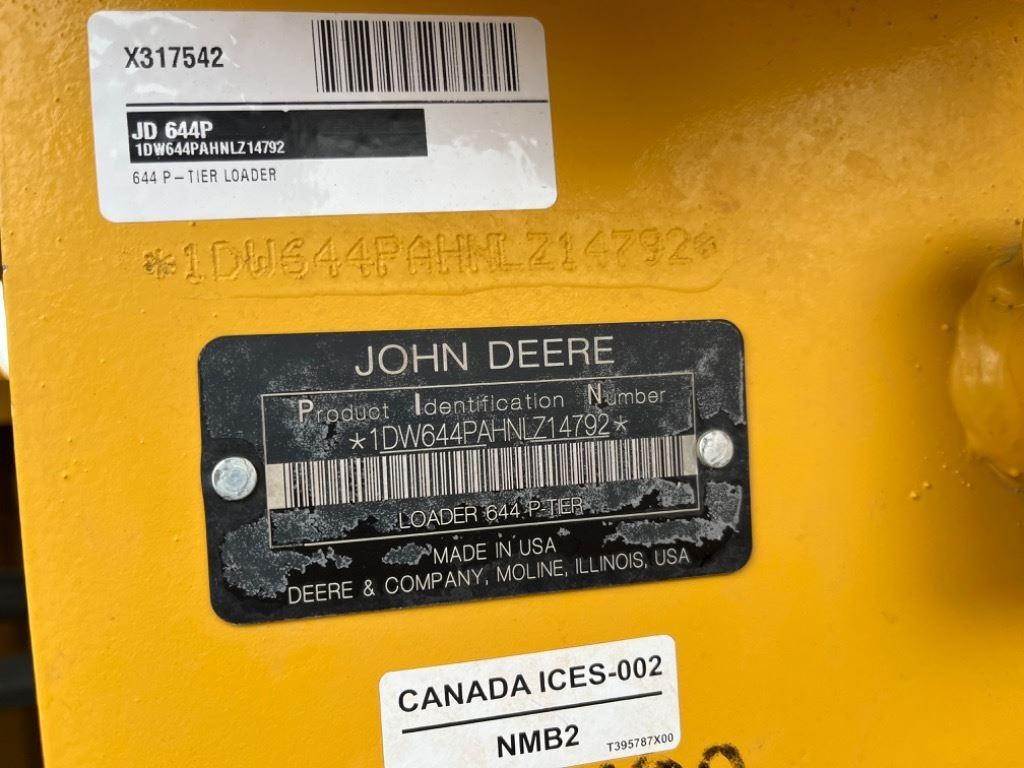 X317542
JD 644P
1DW644PAHNLZ14792
644 P-TIER LOADER
*1DW644PAHNLZ14792*
JOHN DEERE
Product Identification Number
*1DW644PAHNLZ14792*
LOADER 644 P-TIER
MADE IN USA
DEERE & COMPANY, MOLINE, ILLINOIS, USA
CANADA ICES-002
NMB2
T395787X00